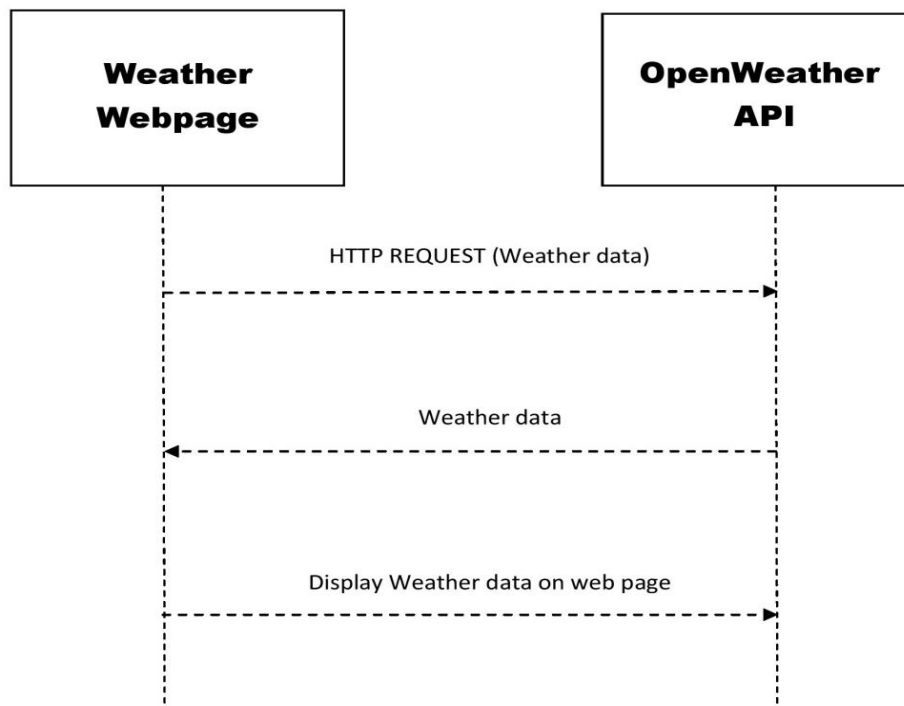 Weather
Webpage
OpenWeather
API
HTTP REQUEST (Weather data)
Weather data
Display Weather data on web page